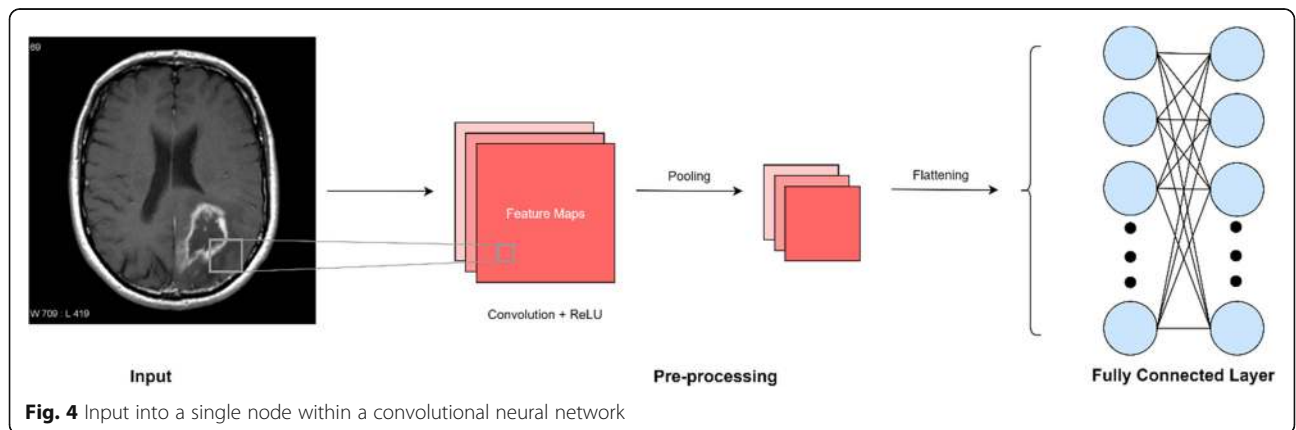 69
W 709 : L 419
Feature Maps
Convolution + ReLU
Pooling
Flattening
Input
Pre-processing
Fully Connected Layer
Fig. 4 Input into a single node within a convolutional neural network